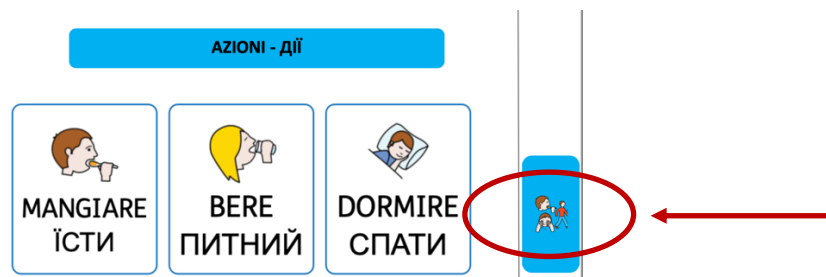 AZIONI - ДІЇ
MANGIARE
ЇСТИ
BERE
ПИТНИЙ
DORMIRE
СПАТИ